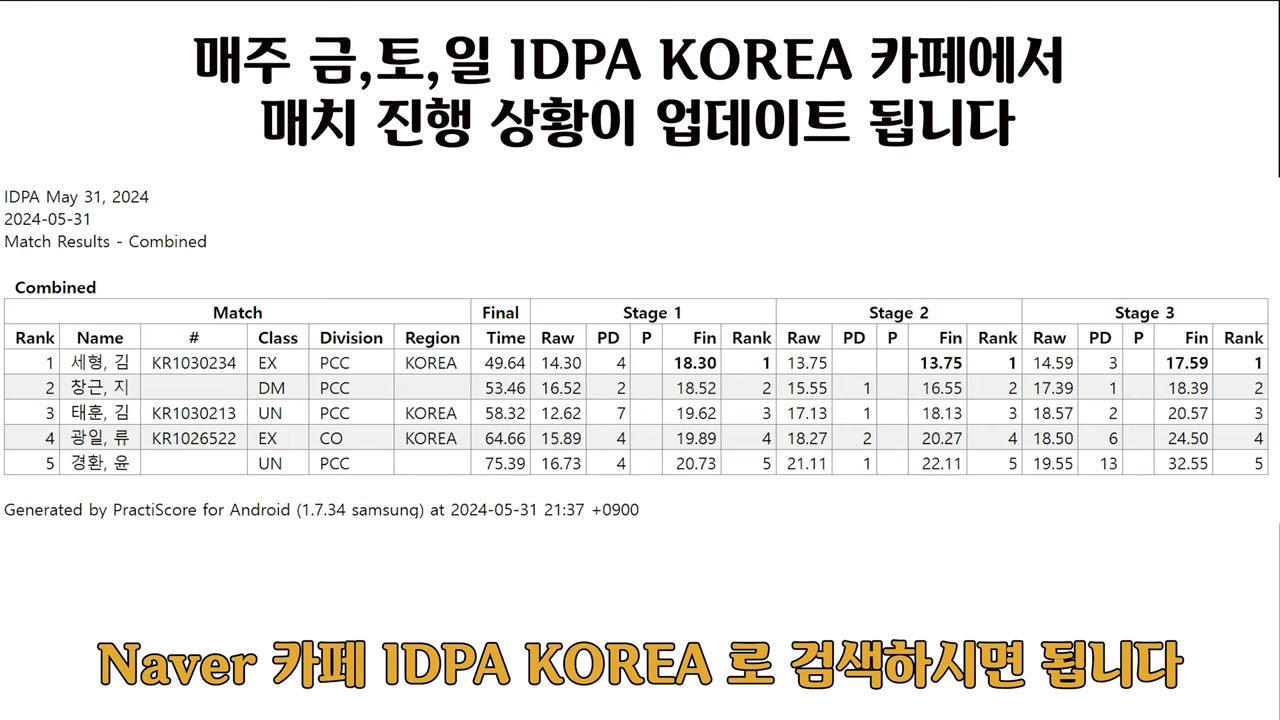 매주 금,토,일 IDPA KOREA 카페에서
매치 진행 상황이 업데이트 됩니다
IDPA May 31, 2024
2024-05-31
Match Results - Combined
Combined
Match Final Stage 1 Stage 2 Stage 3
Rank Name # Class Division Region Time Raw PD P Fin Rank Raw PD P Fin Rank Raw PD P Fin Rank
1 세형, 김 KR1030234 EX PCC KOREA 49.64 14.30 4 18.30 1 13.75 13.75 1 14.59 3 17.59 1
2 창근, 지 DM PCC 53.46 16.52 2 18.52 2 15.55 1 16.55 2 17.39 1 18.39 2
3 태훈, 김 KR1030213 UN PCC KOREA 58.32 12.62 7 19.62 3 17.13 1 18.13 3 18.57 2 20.57 3
4 광일, 류 KR1026522 EX CO KOREA 64.66 15.89 4 19.89 4 18.27 2 20.27 4 18.50 6 24.50 4
5 경환, 윤 UN PCC 75.39 16.73 4 20.73 5 21.11 1 22.11 5 19.55 13 32.55 5
Generated by PractiScore for Android (1.7.34 samsung) at 2024-05-31 21:37 +0900
Naver 카페 IDPA KOREA 로 검색하시면 됩니다